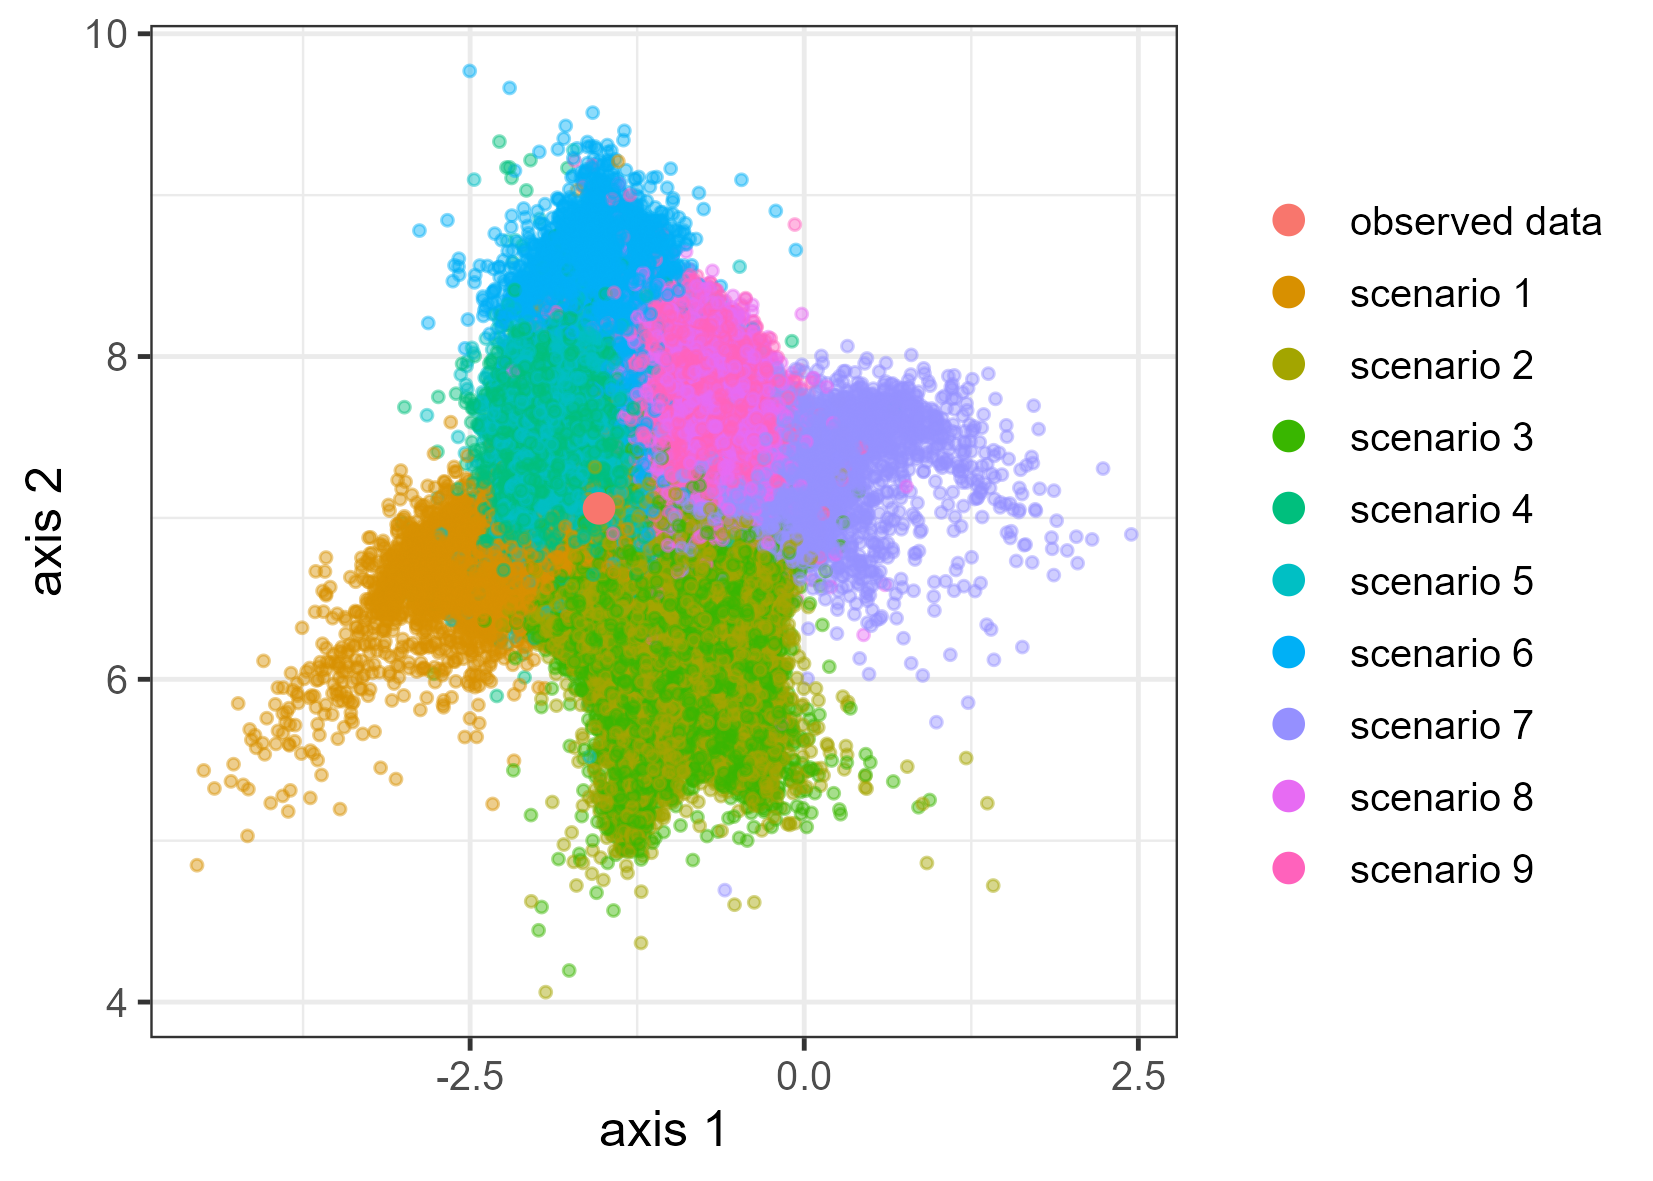 10
8
6
4
axis 2
-2.5
0.0
2.5
axis 1
observed data
scenario 1
scenario 2
scenario 3
scenario 4
scenario 5
scenario 6
scenario 7
scenario 8
scenario 9